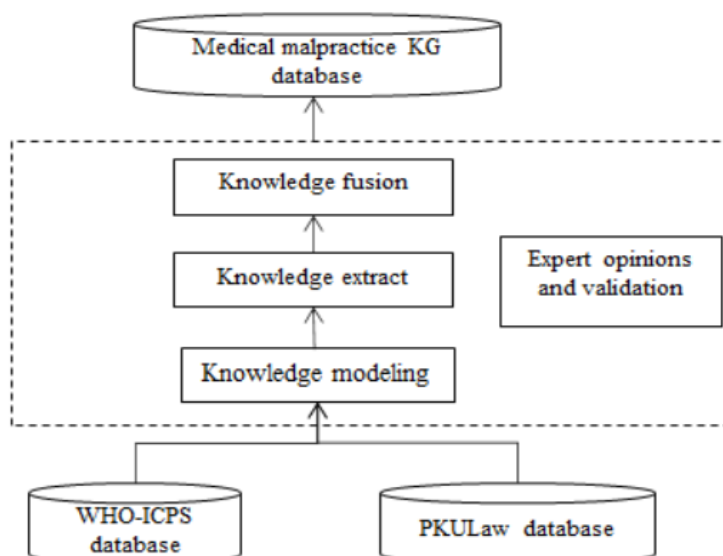 Medical malpractice KG
database
Knowledge fusion
Knowledge extract
Expert opinions
and validation
Knowledge modeling
WHO-ICPS
database
PKULaw database